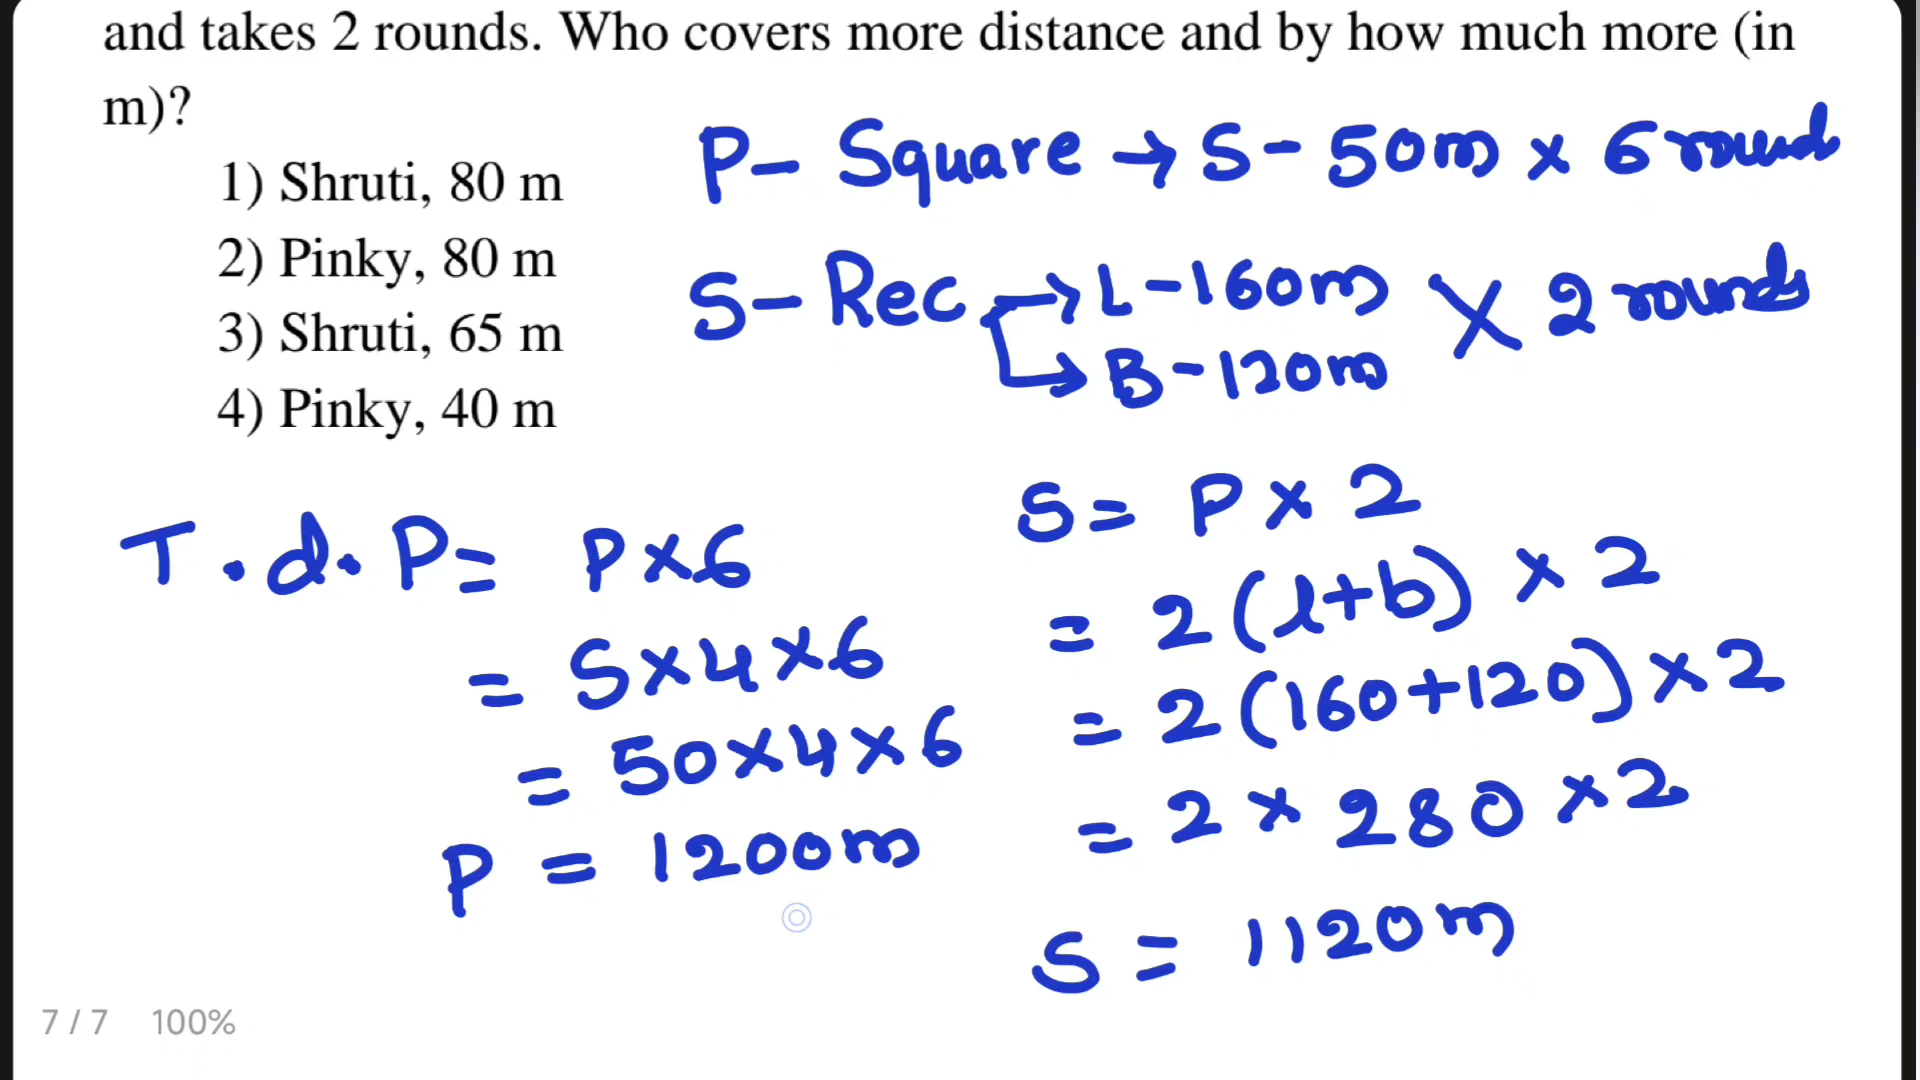 and takes 2 rounds. Who covers more distance and by how much more (in
m)?
1) Shruti, 80 m
2) Pinky, 80 m
3) Shruti, 65 m
4) Pinky, 40 m
P- Square → S - 50m × 6 round
S- Rec → L - 160m × 2 rounds
→ B - 120m
T.d. P = P×6
= S×4×6
= 50×4×6
P = 1200m
S = P × 2
= 2(l+b) × 2
= 2(160+120) × 2
= 2 × 280 × 2
S = 1120m
7 / 7 100%